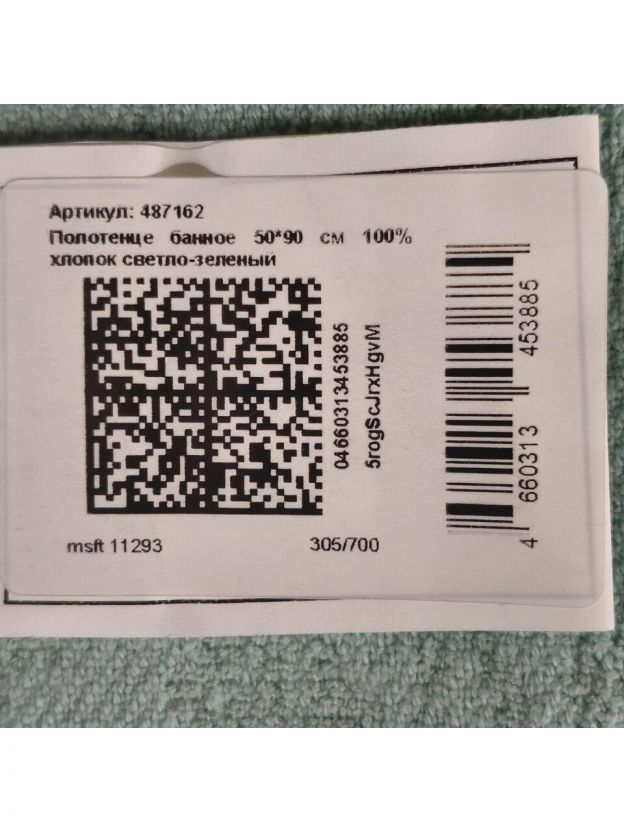 Артикул: 487162
Полотенце банное 50*90 см 100%
хлопок светло-зеленый
04660313453885
5rogScJrxHgvM
msft 11293
305/700
4 660313 453885